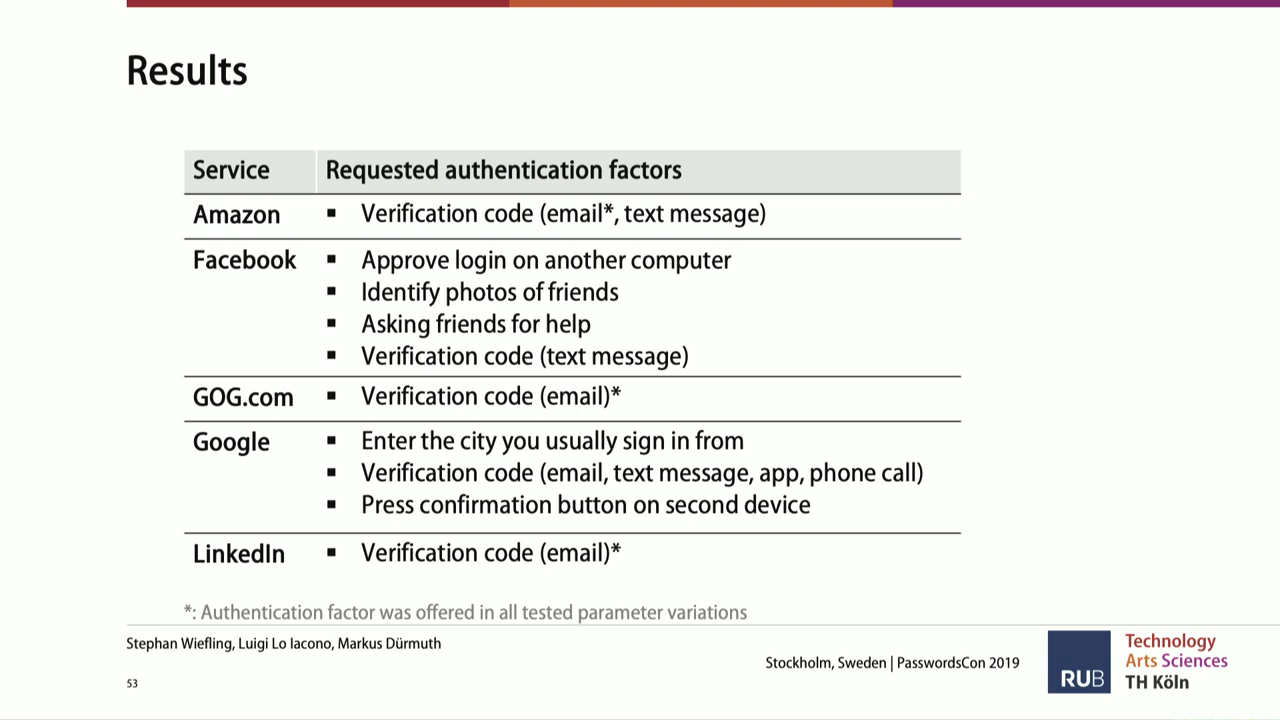 Results
Service Requested authentication factors
Amazon ▪ Verification code (email*, text message)
Facebook ▪ Approve login on another computer
▪ Identify photos of friends
▪ Asking friends for help
▪ Verification code (text message)
GOG.com ▪ Verification code (email)*
Google ▪ Enter the city you usually sign in from
▪ Verification code (email, text message, app, phone call)
▪ Press confirmation button on second device
LinkedIn ▪ Verification code (email)*
*: Authentication factor was offered in all tested parameter variations
Stephan Wiefling, Luigi Lo Iacono, Markus Dürmuth
Stockholm, Sweden | PasswordsCon 2019
53
RUB
Technology
Arts Sciences
TH Köln